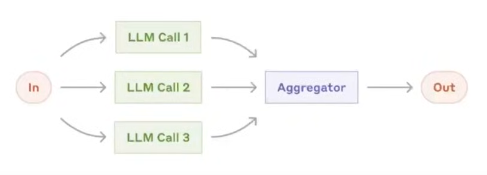 LLM Call 1
In
LLM Call 2
Aggregator
Out
LLM Call 3